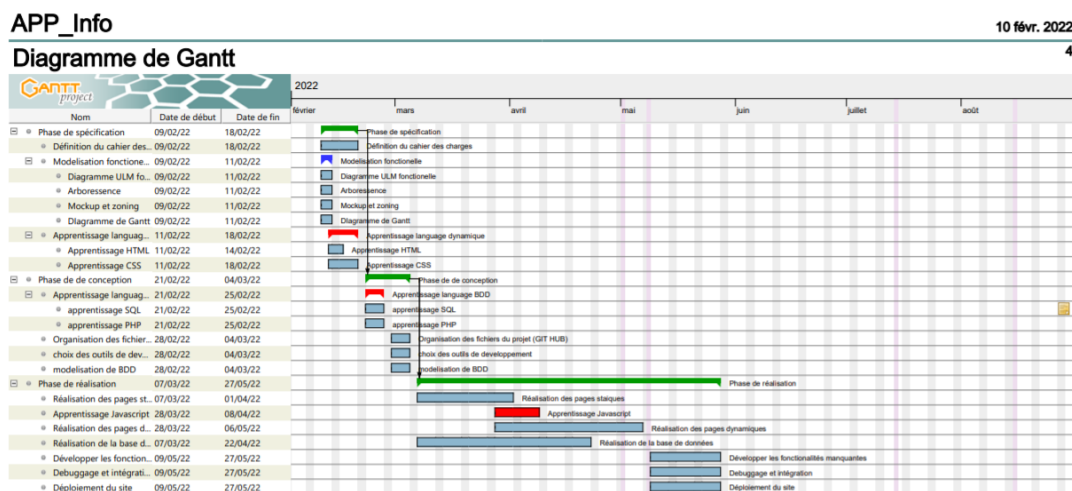 APP_Info
10 févr. 2022
Diagramme de Gantt
4
GANTT project
2022
Nom Date de début Date de fin
février mars avril mai juin juillet août
Phase de spécification 09/02/22 18/02/22 Phase de spécification
Définition du cahier des... 09/02/22 18/02/22 Définition du cahier des charges
Modelisation fonctione... 09/02/22 11/02/22 Modelisation fonctionelle
Diagramme ULM fo... 09/02/22 11/02/22 Diagramme ULM fonctionelle
Arboressence 09/02/22 11/02/22 Arboressence
Mockup et zoning 09/02/22 11/02/22 Mockup et zoning
DIagramme de Gantt 09/02/22 11/02/22 DIagramme de Gantt
Apprentissage languag... 11/02/22 18/02/22 Apprentissage language dynamique
Apprentissage HTML 11/02/22 14/02/22 Apprentissage HTML
Apprentissage CSS 11/02/22 18/02/22 Apprentissage CSS
Phase de de conception 21/02/22 04/03/22 Phase de de conception
Apprentissage languag... 21/02/22 25/02/22 Apprentissage language BDD
apprentissage SQL 21/02/22 25/02/22 apprentissage SQL
apprentissage PHP 21/02/22 25/02/22 apprentissage PHP
Organisation des fichier... 28/02/22 04/03/22 Organisation des fichiers du projet (GIT HUB)
choix des outils de dev... 28/02/22 04/03/22 choix des outils de developpement
modelisation de BDD 28/02/22 04/03/22 modelisation de BDD
Phase de réalisation 07/03/22 27/05/22 Phase de réalisation
Réalisation des pages st... 07/03/22 01/04/22 Réalisation des pages staiques
Apprentissage Javascript 28/03/22 08/04/22 Apprentissage Javascript
Réalisation des pages d... 28/03/22 06/05/22 Réalisation des pages dynamiques
Réalisation de la base d... 07/03/22 22/04/22 Réalisation de la base de données
Développer les fonction... 09/05/22 27/05/22 Développer les fonctionalités manquantes
Debuggage et intégrati... 09/05/22 27/05/22 Debuggage et intégration
Déploiement du site 09/05/22 27/05/22 Déploiement du site